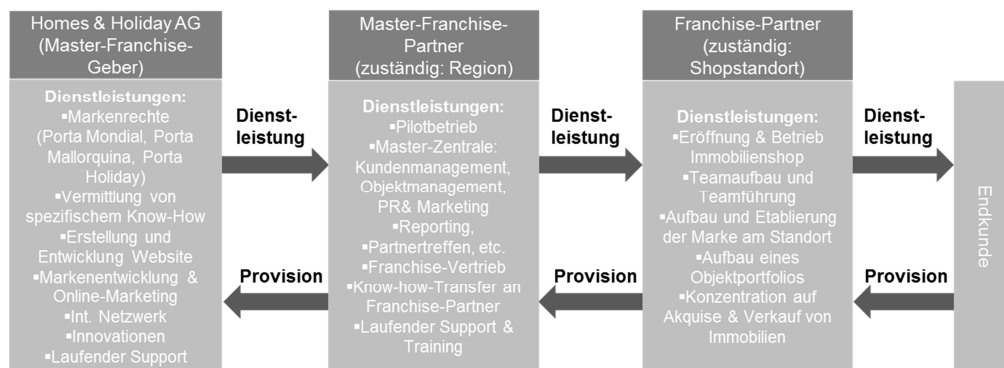 Homes & Holiday AG
(Master-Franchise-
Geber)
Dienstleistungen:
▪Markenrechte
(Porta Mondial, Porta
Mallorquina, Porta
Holiday)
▪Vermittlung von
spezifischem Know-How
▪Erstellung und
Entwicklung Website
▪Markenentwicklung &
Online-Marketing
▪Int. Netzwerk
▪Innovationen
▪Laufender Support
Dienst-
leistung
Provision
Master-Franchise-
Partner
(zuständig: Region)
Dienstleistungen:
▪Pilotbetrieb
▪Master-Zentrale:
Kundenmanagement,
Objektmanagement,
PR& Marketing
▪Reporting,
▪Partnertreffen, etc.
▪Franchise-Vertrieb
▪Know-how-Transfer an
Franchise-Partner
▪Laufender Support &
Training
Dienst-
leistung
Provision
Franchise-Partner
(zuständig:
Shopstandort)
Dienstleistungen:
▪Eröffnung & Betrieb
Immobilienshop
▪Teamaufbau und
Teamführung
▪Aufbau und Etablierung
der Marke am Standort
▪Aufbau eines
Objektportfolios
▪Konzentration auf
Akquise & Verkauf von
Immobilien
Dienst-
leistung
Provision
Endkunde